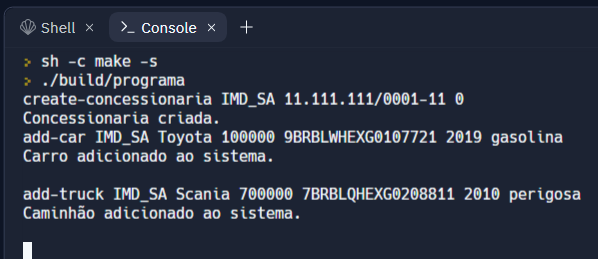 Shell × >_ Console × +
> sh -c make -s
> ./build/programa
create-concessionaria IMD_SA 11.111.111/0001-11 0
Concessionaria criada.
add-car IMD_SA Toyota 100000 9BRBLWHEXG0107721 2019 gasolina
Carro adicionado ao sistema.
add-truck IMD_SA Scania 700000 7BRBLQHEXG0208811 2010 perigosa
Caminhão adicionado ao sistema.